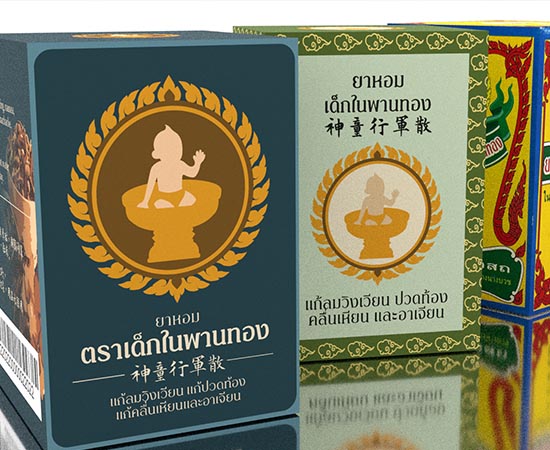 ยาหอม
ตราเด็กในพานทอง
神童行軍散
แก้ลมวิงเวียน แก้ปวดท้อง
แก้คลื่นเหียนและอาเจียน
ยาหอม
เด็กในพานทอง
神童行軍散
แก้ลมวิงเวียน ปวดท้อง
คลื่นเหียน และอาเจียน
ทอง